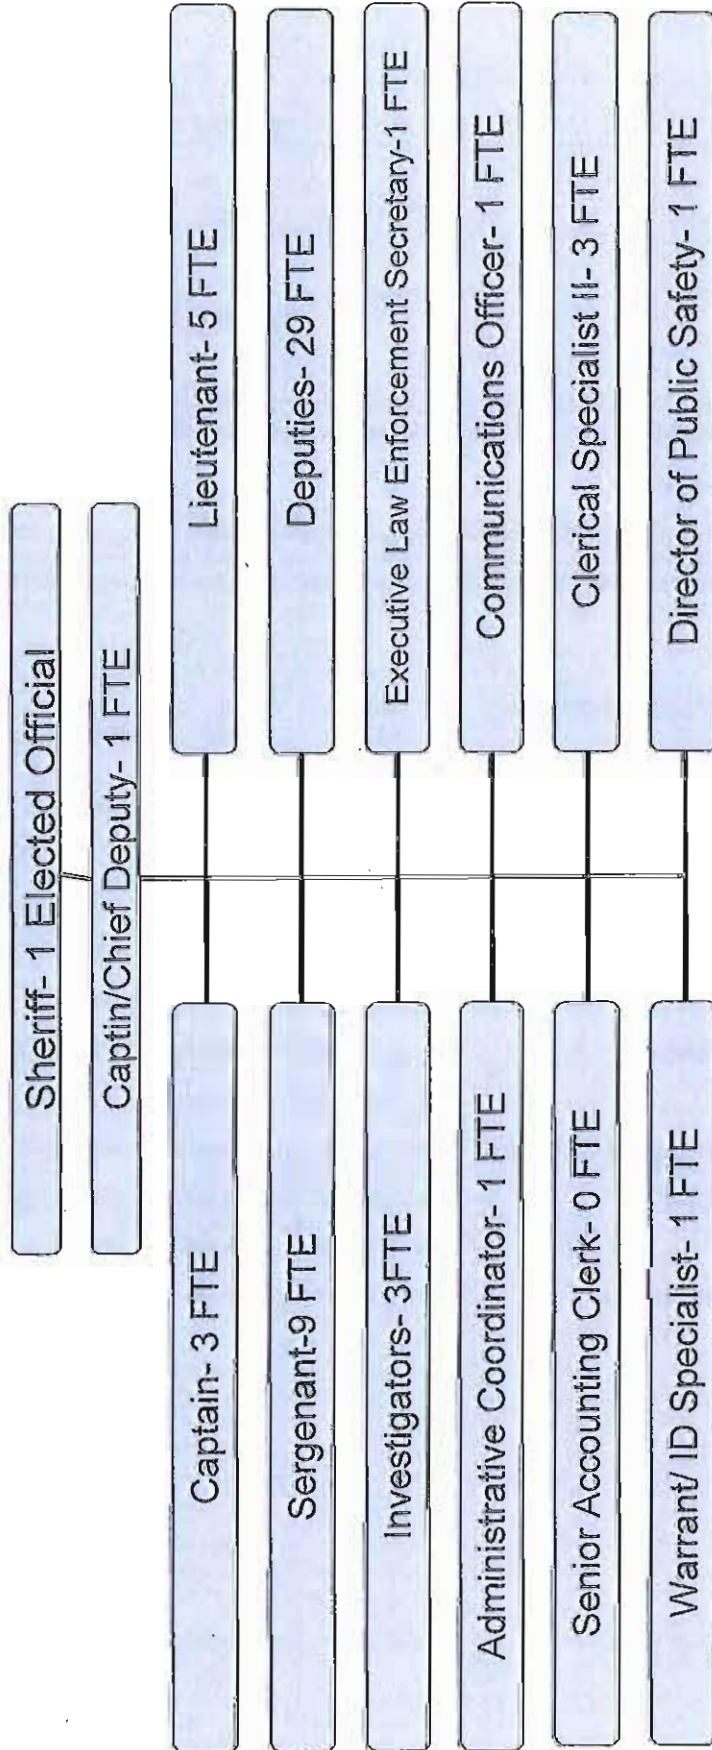 Sheriff- 1 Elected Official
Captin/Chief Deputy- 1 FTE
Captain- 3 FTE
Lieutenant- 5 FTE
Sergenant-9 FTE
Deputies- 29 FTE
Investigators- 3FTE
Executive Law Enforcement Secretary-1 FTE
Administrative Coordinator- 1 FTE
Communications Officer- 1 FTE
Senior Accounting Clerk- 0 FTE
Clerical Specialist II- 3 FTE
Warrant/ ID Specialist- 1 FTE
Director of Public Safety- 1 FTE